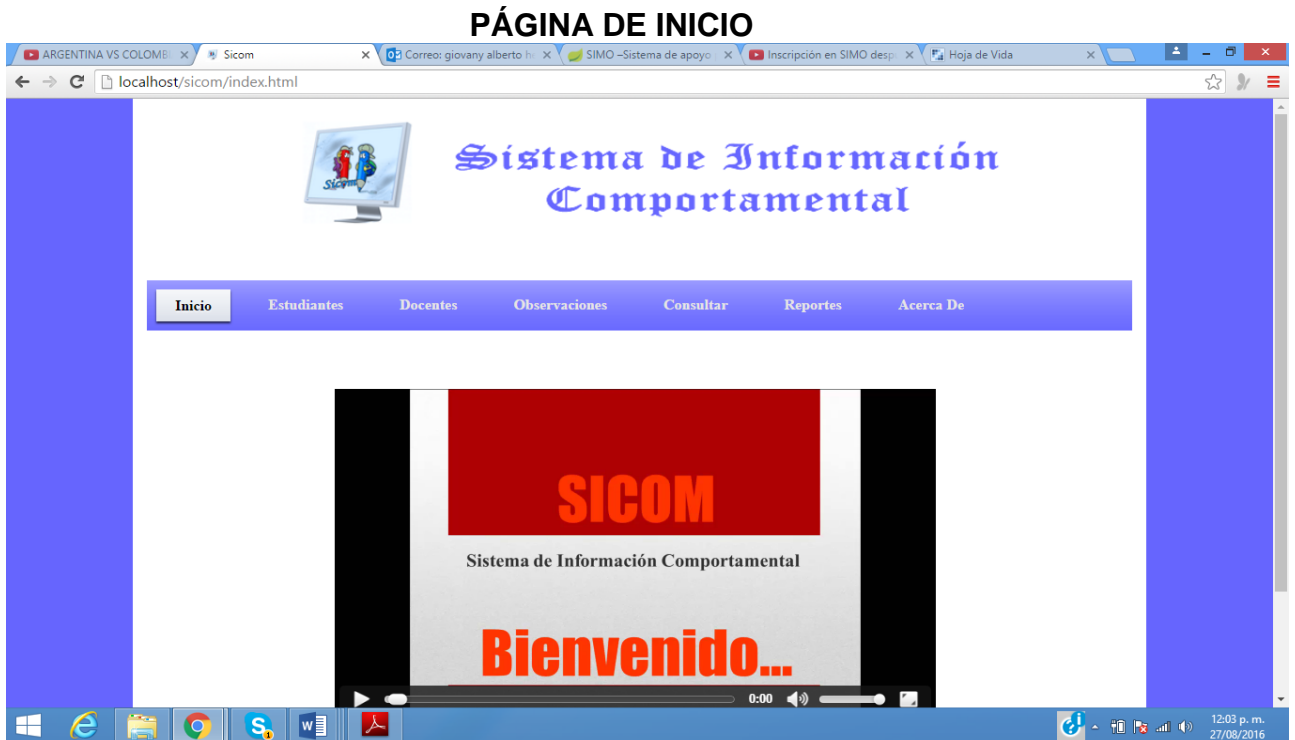 PÁGINA DE INICIO
ARGENTINA VS COLOMBI
Sicom
Correo: giovany alberto he
SIMO –Sistema de apoyo
Inscripción en SIMO desp
Hoja de Vida
localhost/sicom/index.html
Sicom
Sistema de Información
Comportamental
Inicio Estudiantes Docentes Observaciones Consultar Reportes Acerca De
SICOM
Sistema de Información Comportamental
Bienvenido...
0:00
12:03 p. m.
27/08/2016